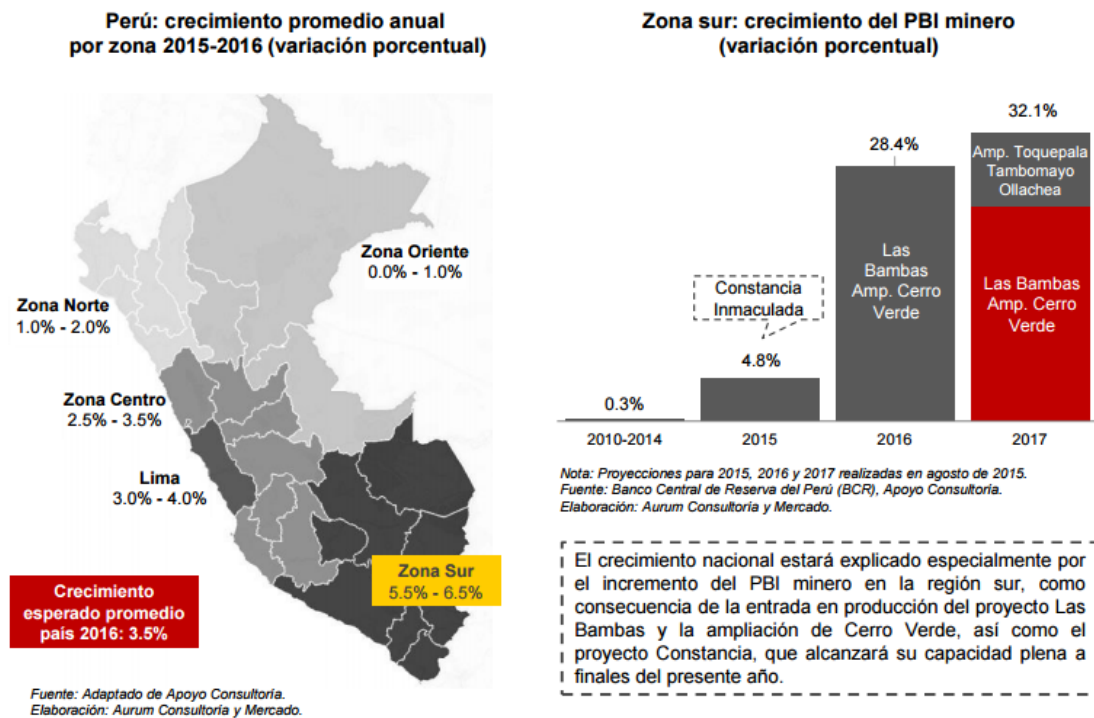 Perú: crecimiento promedio anual
por zona 2015-2016 (variación porcentual)
Zona Oriente
0.0% - 1.0%
Zona Norte
1.0% - 2.0%
Zona Centro
2.5% - 3.5%
Lima
3.0% - 4.0%
Zona Sur
5.5% - 6.5%
Crecimiento
esperado promedio
país 2016: 3.5%
Fuente: Adaptado de Apoyo Consultoría.
Elaboración: Aurum Consultoría y Mercado.
Zona sur: crecimiento del PBI minero
(variación porcentual)
32.1%
28.4%
Amp. Toquepala
Tambomayo
Ollachea
Las
Bambas
Amp. Cerro
Verde
Las Bambas
Amp. Cerro
Verde
Constancia
Inmaculada
4.8%
0.3%
2010-2014
2015
2016
2017
Nota: Proyecciones para 2015, 2016 y 2017 realizadas en agosto de 2015.
Fuente: Banco Central de Reserva del Perú (BCR), Apoyo Consultoría.
Elaboración: Aurum Consultoría y Mercado.
El crecimiento nacional estará explicado especialmente por
el incremento del PBI minero en la región sur, como
consecuencia de la entrada en producción del proyecto Las
Bambas y la ampliación de Cerro Verde, así como el
proyecto Constancia, que alcanzará su capacidad plena a
finales del presente año.